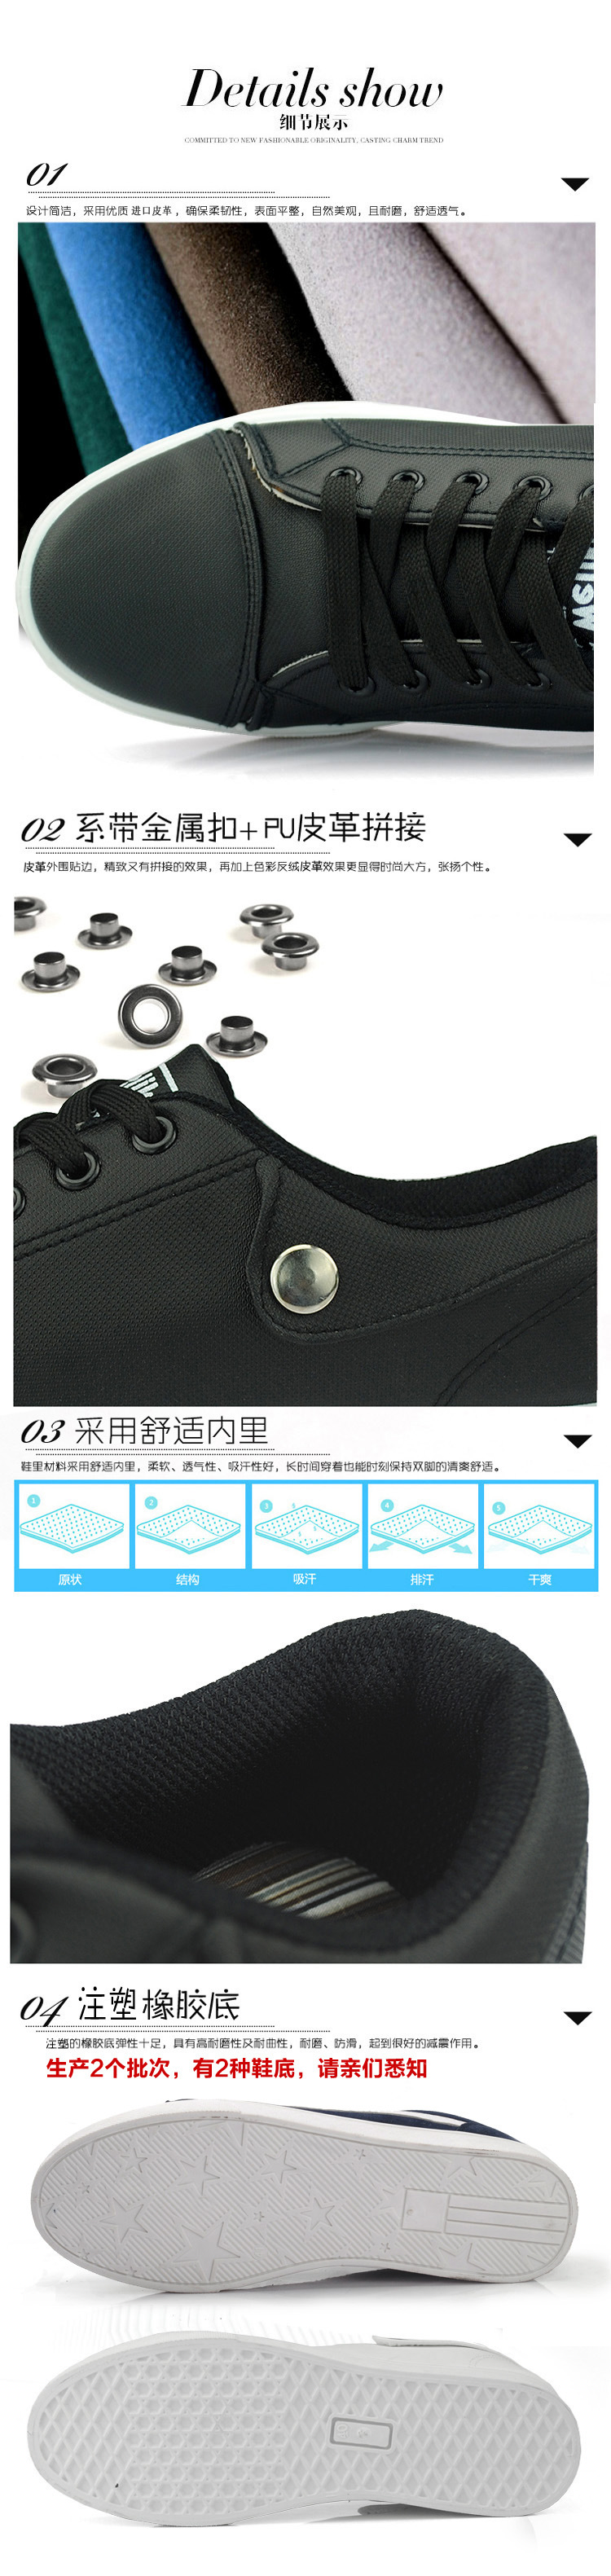 Details show
细节展示
COMMITTED TO NEW FASHIONABLE ORIGINALITY, CASTING CHARM TREND
01
设计简洁，采用优质 进口皮革 ，确保柔韧性，表面平整，自然美观，且耐磨，舒适透气。
02 系带金属扣+PU皮革拼接
皮革外围贴边，精致又有拼接的效果，再加上色彩反绒皮革效果更显得时尚大方，张扬个性。
03 采用舒适内里
鞋里材料采用舒适内里，柔软、透气性、吸汗性好，长时间穿着也能时刻保持双脚的清爽舒适。
1 2 3 4 5
原状 结构 吸汗 排汗 干爽
04 注塑橡胶底
注塑的橡胶底弹性十足，具有高耐磨性及耐曲性，耐磨、防滑，起到很好的减震作用。
生产2个批次，有2种鞋底，请亲们悉知